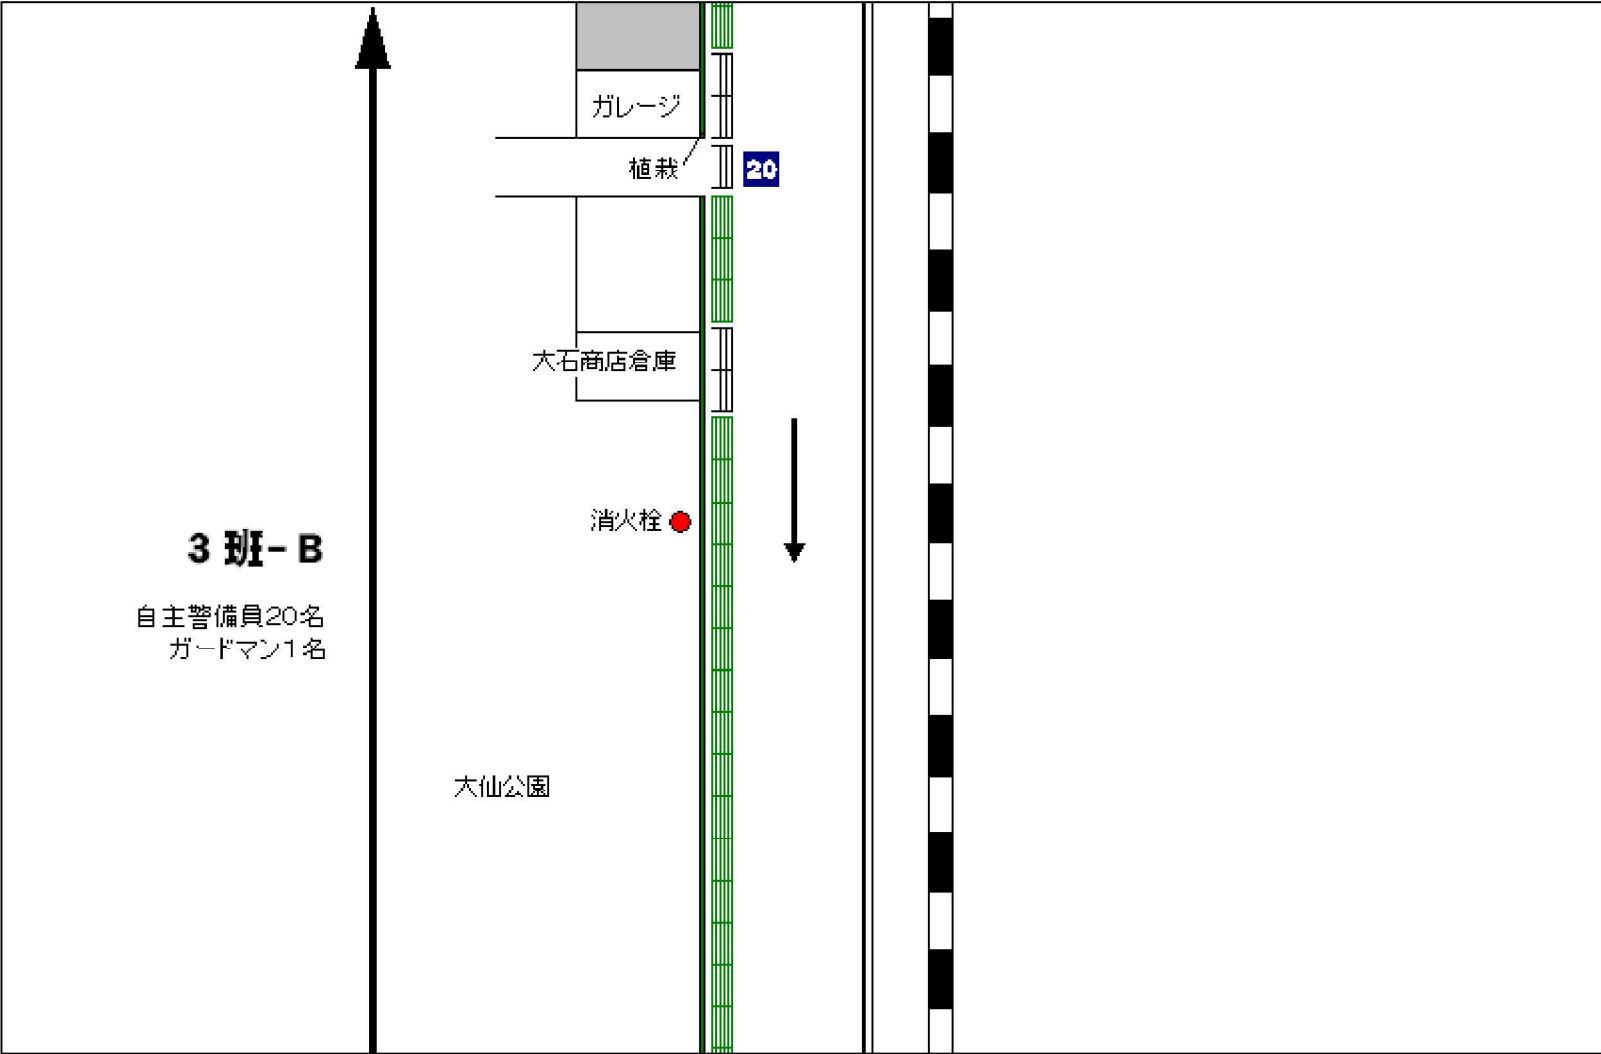 ガレージ
植栽
20
大石商店倉庫
消火栓
3 班- B
自主警備員20名
ガードマン1名
大仙公園